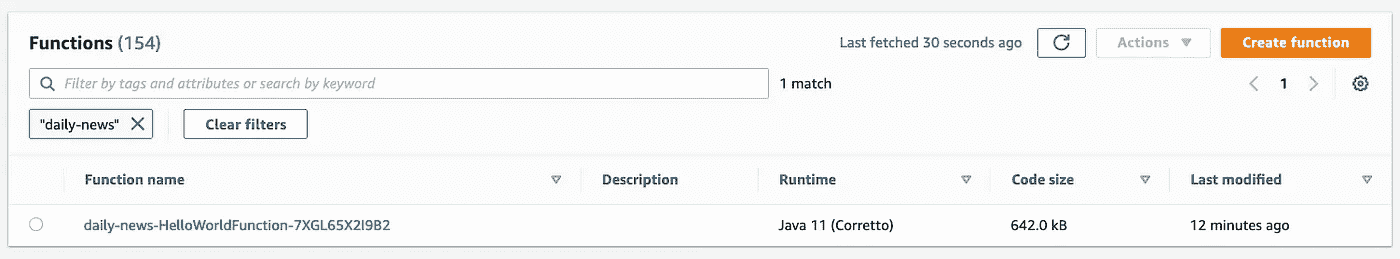 Functions (154)
Last fetched 30 seconds ago
Actions
Create function
Filter by tags and attributes or search by keyword
1 match
1
"daily-news"
Clear filters
Function name Description Runtime Code size Last modified
daily-news-HelloWorldFunction-7XGL65X2I9B2 Java 11 (Corretto) 642.0 kB 12 minutes ago